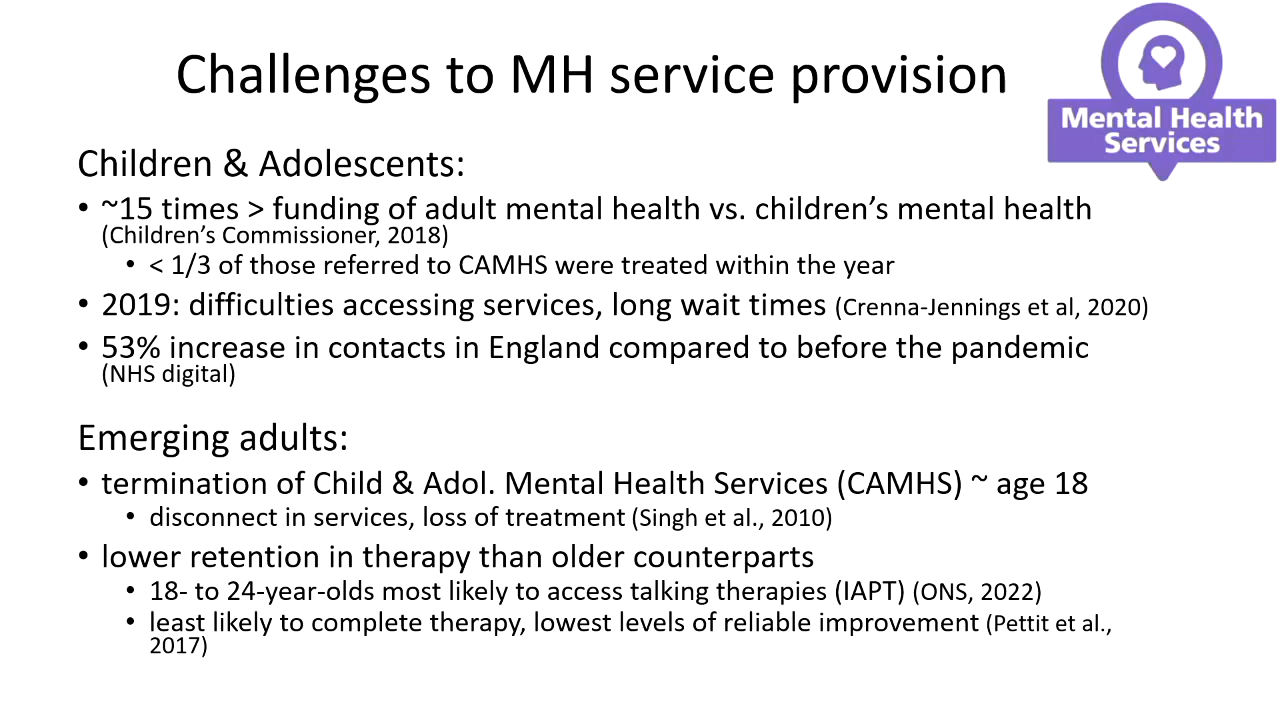 Challenges to MH service provision
Mental Health
Services
Children & Adolescents:
• ~15 times > funding of adult mental health vs. children's mental health
(Children's Commissioner, 2018)
• < 1/3 of those referred to CAMHS were treated within the year
• 2019: difficulties accessing services, long wait times (Crenna-Jennings et al, 2020)
• 53% increase in contacts in England compared to before the pandemic
(NHS digital)
Emerging adults:
• termination of Child & Adol. Mental Health Services (CAMHS) ~ age 18
• disconnect in services, loss of treatment (Singh et al., 2010)
• lower retention in therapy than older counterparts
• 18- to 24-year-olds most likely to access talking therapies (IAPT) (ONS, 2022)
• least likely to complete therapy, lowest levels of reliable improvement (Pettit et al.,
2017)